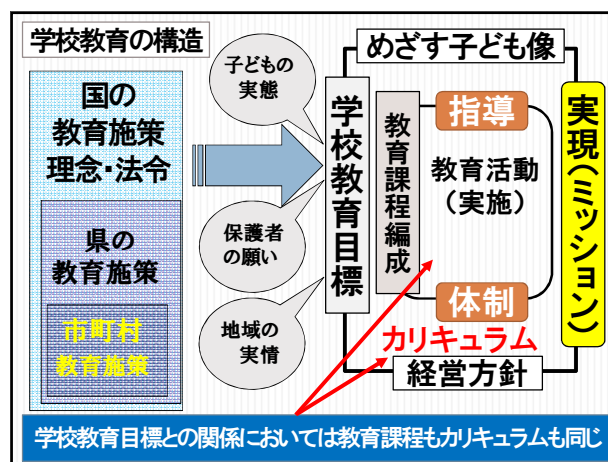 学校教育の構造
国の
教育施策
理念・法令
県の
教育施策
市町村
教育施策
子どもの
実態
保護者
の願い
地域の
実情
学校教育目標
めざす子ども像
教育課程編成
指導
教育活動
（実施）
体制
カリキュラム
経営方針
実現（ミッション）
学校教育目標との関係においては教育課程もカリキュラムも同じ